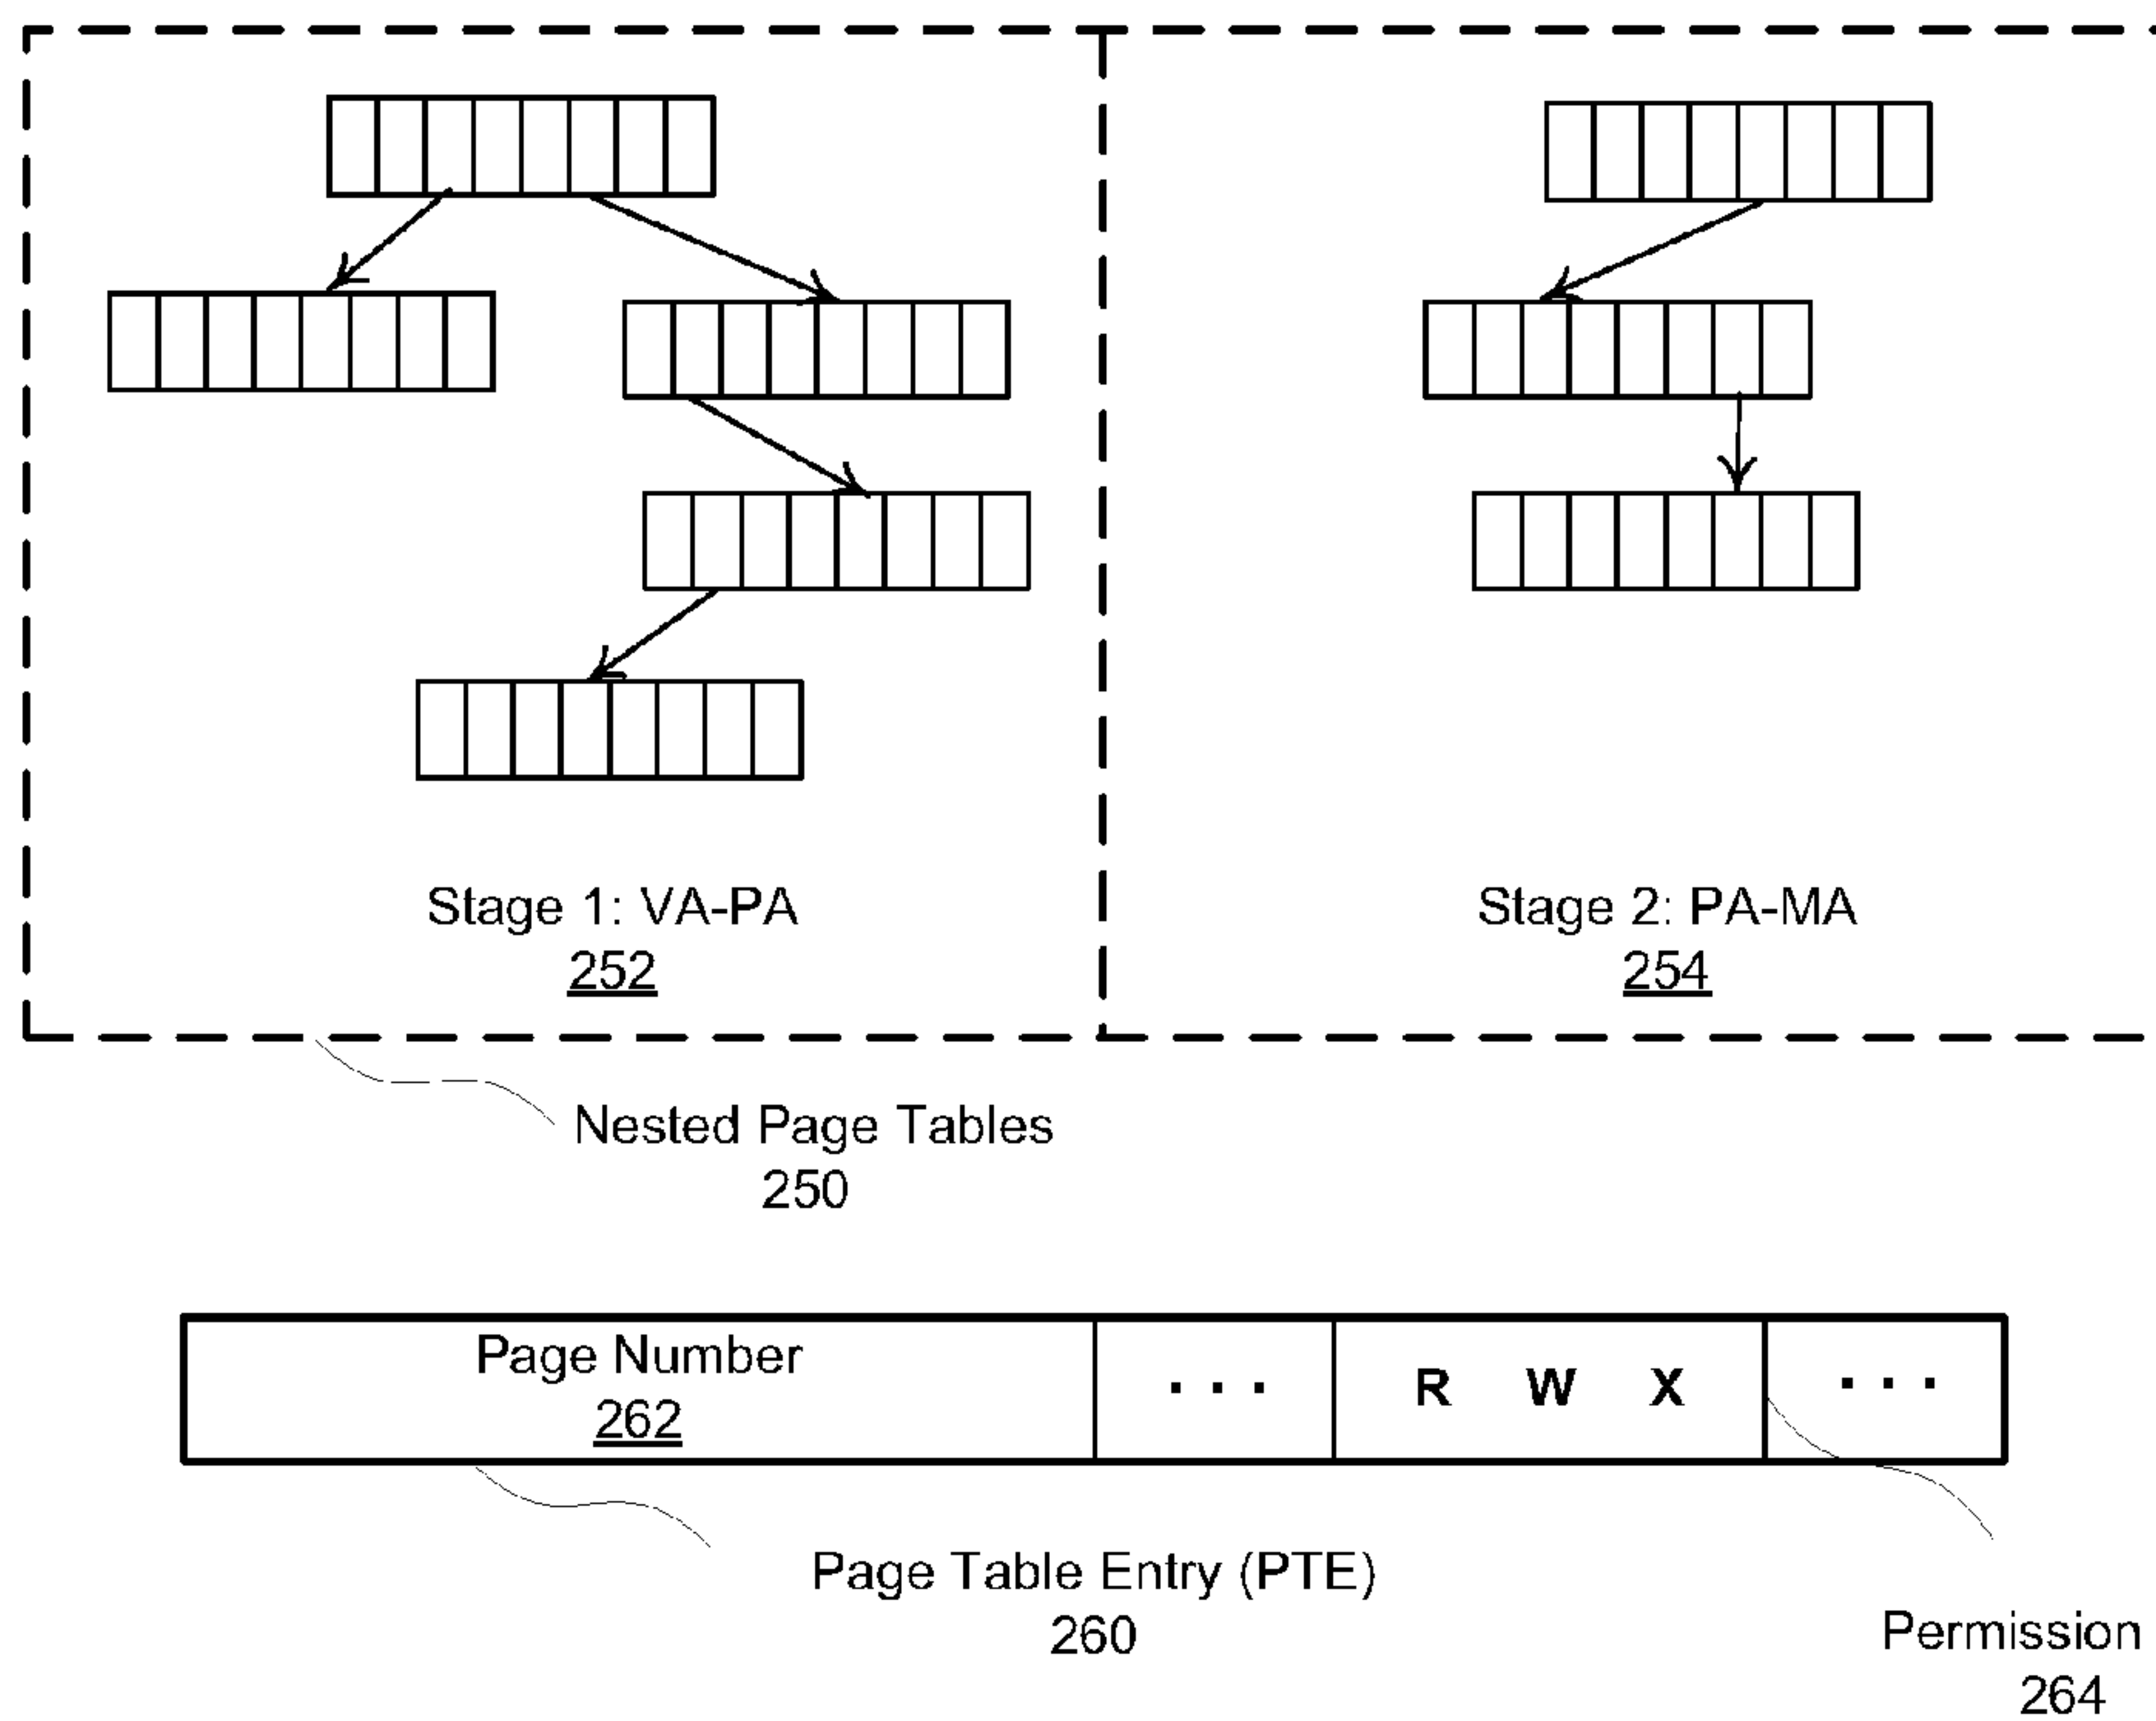 Stage 1: VA-PA
252
Stage 2: PA-MA
254
Nested Page Tables
250
Page Number
262
. . .
R W X
. . .
Page Table Entry (PTE)
260
Permission
264